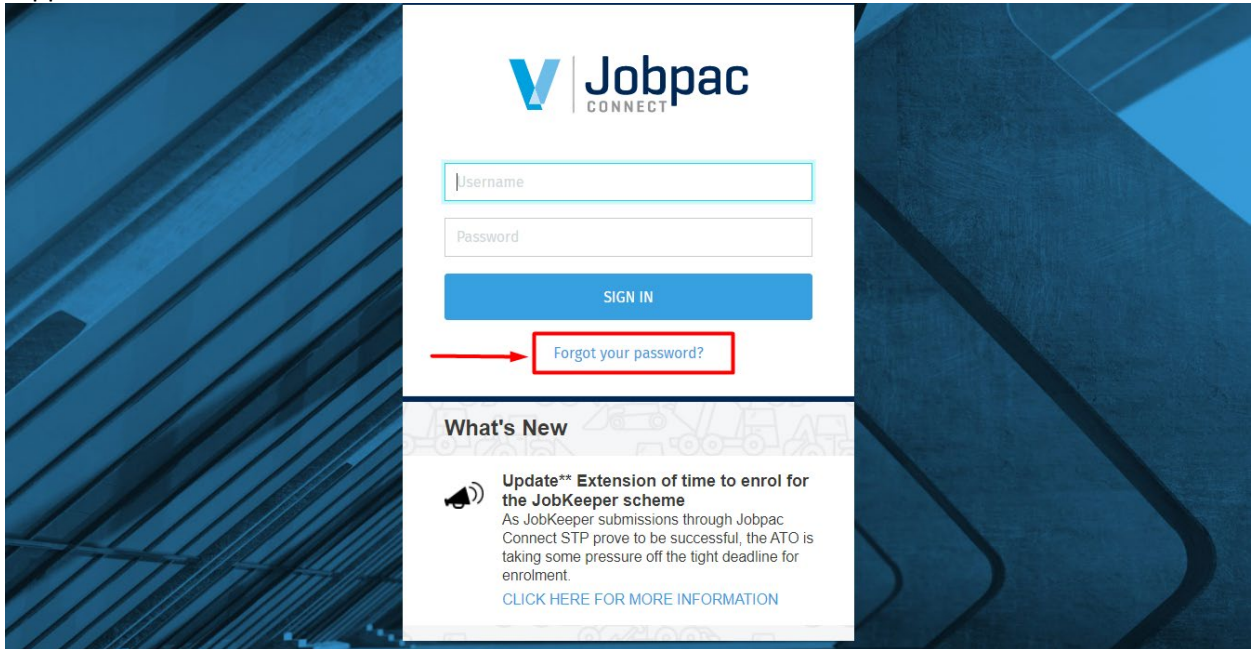 Jobpac
CONNECT
Username
Password
SIGN IN
Forgot your password?
What's New
Update** Extension of time to enrol for
the JobKeeper scheme
As JobKeeper submissions through Jobpac
Connect STP prove to be successful, the ATO is
taking some pressure off the tight deadline for
enrolment.
CLICK HERE FOR MORE INFORMATION